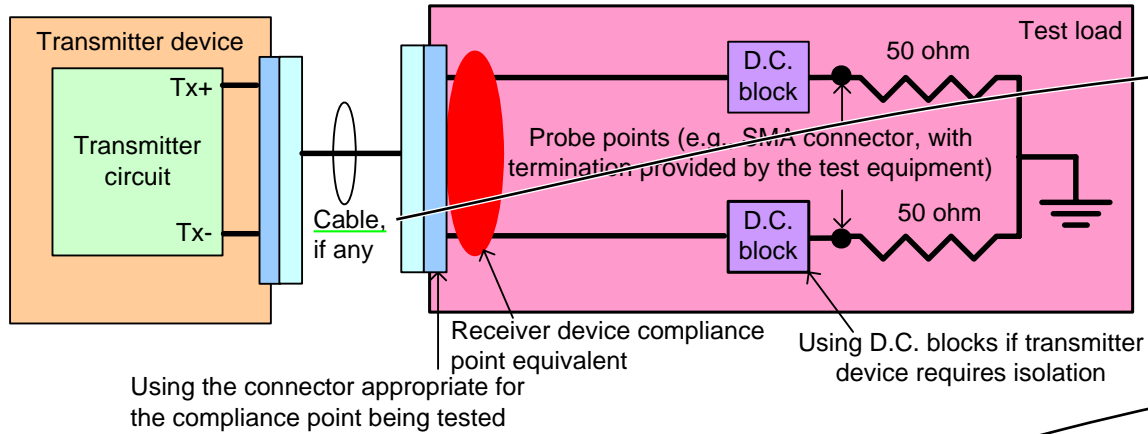 Transmitter device
Tx+
Transmitter
circuit
Tx-
Cable,
if any
Test load
D.C.
block
50 ohm
Probe points (e.g., SMA connector, with
termination provided by the test equipment)
D.C.
block
50 ohm
Receiver device compliance
point equivalent
Using D.C. blocks if transmitter
device requires isolation
Using the connector appropriate for
the compliance point being tested